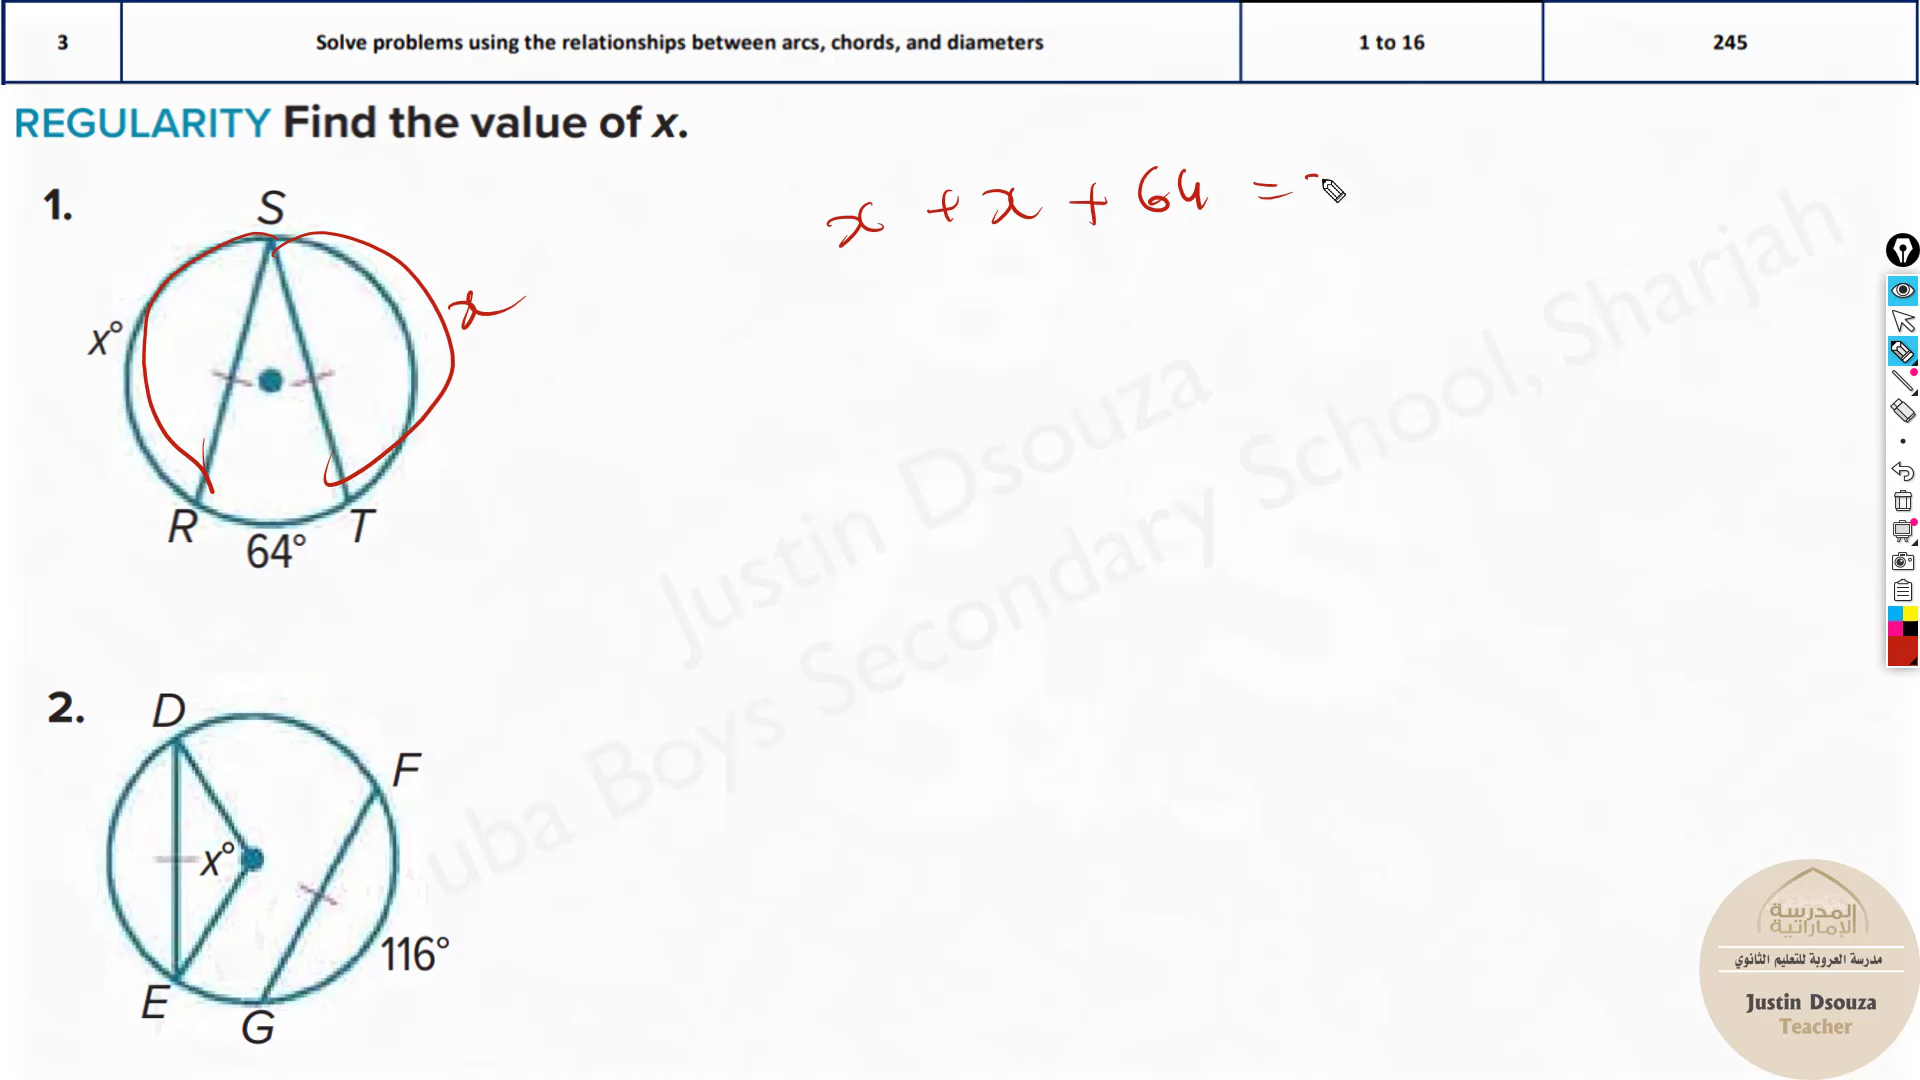 3
Solve problems using the relationships between arcs, chords, and diameters
1 to 16
245
REGULARITY Find the value of x.
x + x + 64 =
1.
S
x°
x
R
T
64°
2.
D
F
x°
116°
E
G
Justin Dsouza
uba Boys Secondary School, Sharjah
المدرسة
الإماراتية
مدرسة العروبة للتعليم الثانوي
Justin Dsouza
Teacher